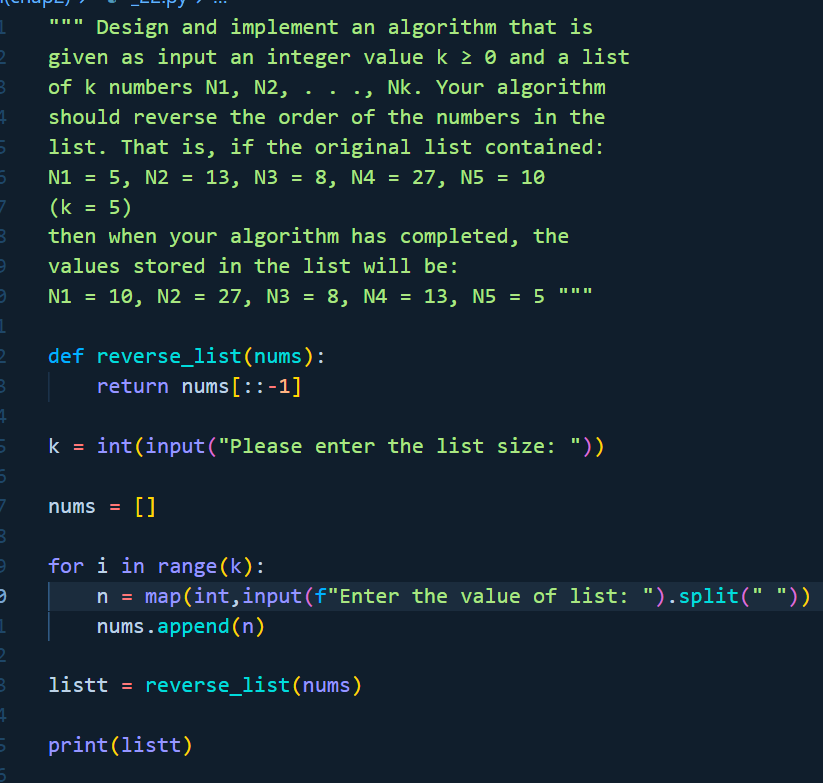 _22.py
""" Design and implement an algorithm that is
given as input an integer value k ≥ 0 and a list
of k numbers N1, N2, . . ., Nk. Your algorithm
should reverse the order of the numbers in the
list. That is, if the original list contained:
N1 = 5, N2 = 13, N3 = 8, N4 = 27, N5 = 10
(k = 5)
then when your algorithm has completed, the
values stored in the list will be:
N1 = 10, N2 = 27, N3 = 8, N4 = 13, N5 = 5 """
def reverse_list(nums):
return nums[::-1]
k = int(input("Please enter the list size: "))
nums = []
for i in range(k):
n = map(int,input(f"Enter the value of list: ").split(" "))
nums.append(n)
listt = reverse_list(nums)
print(listt)